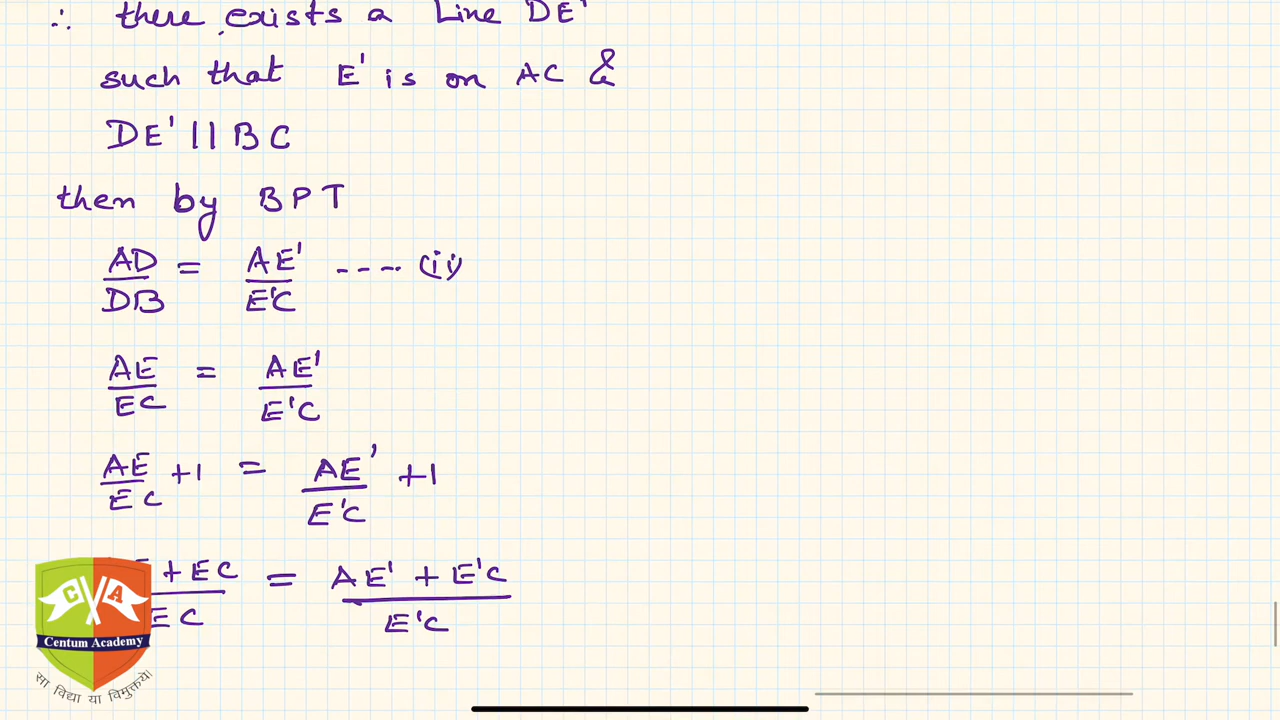 ∴ there exists a Line DE'
such that E' is on AC &
DE' || BC
then by BPT
AD/DB = AE'/E'C ---- (ii)
AE/EC = AE'/E'C
AE/EC +1 = AE'/E'C +1
+EC/EC = AE' + E'C/E'C
C A
Centum Academy
सा विद्या या विमुक्तये।